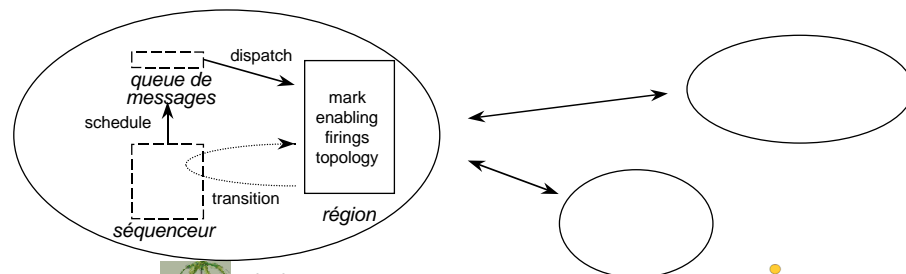 dispatch
queue de
messages
schedule
mark
enabling
firings
topology
transition
région
séquenceur